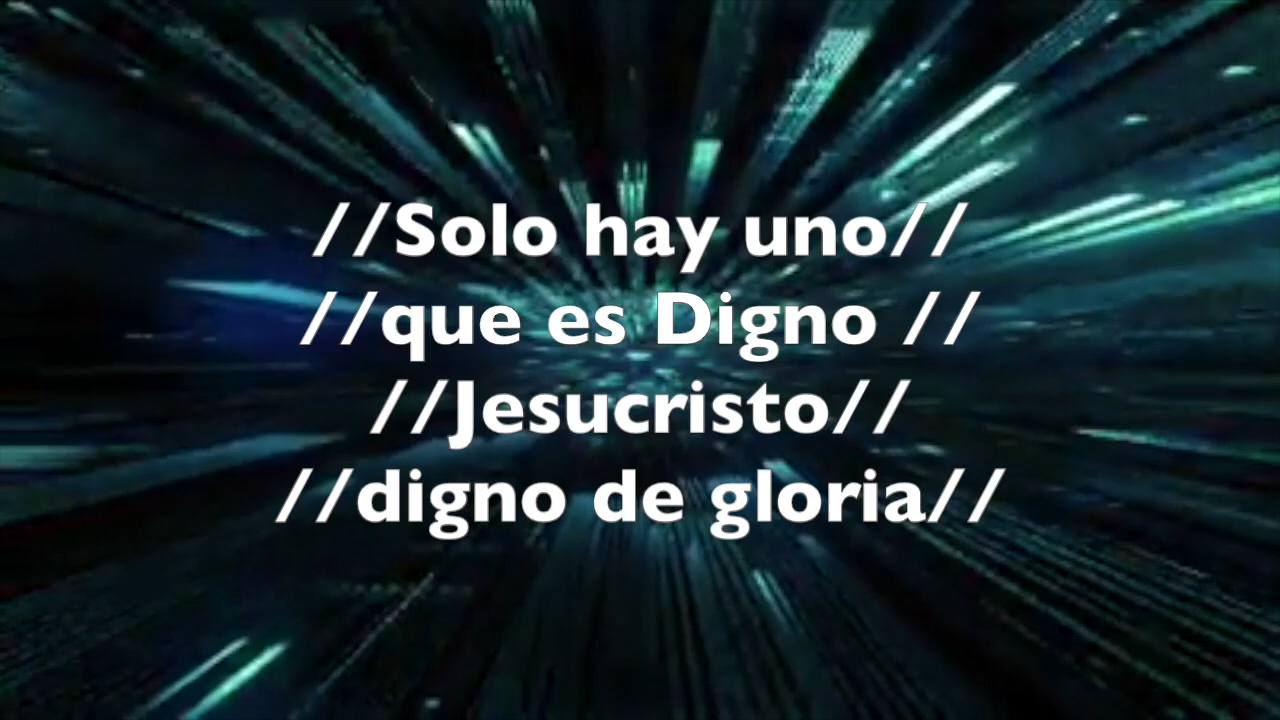 //Solo hay uno//
//que es Digno //
//Jesucristo//
//digno de gloria//